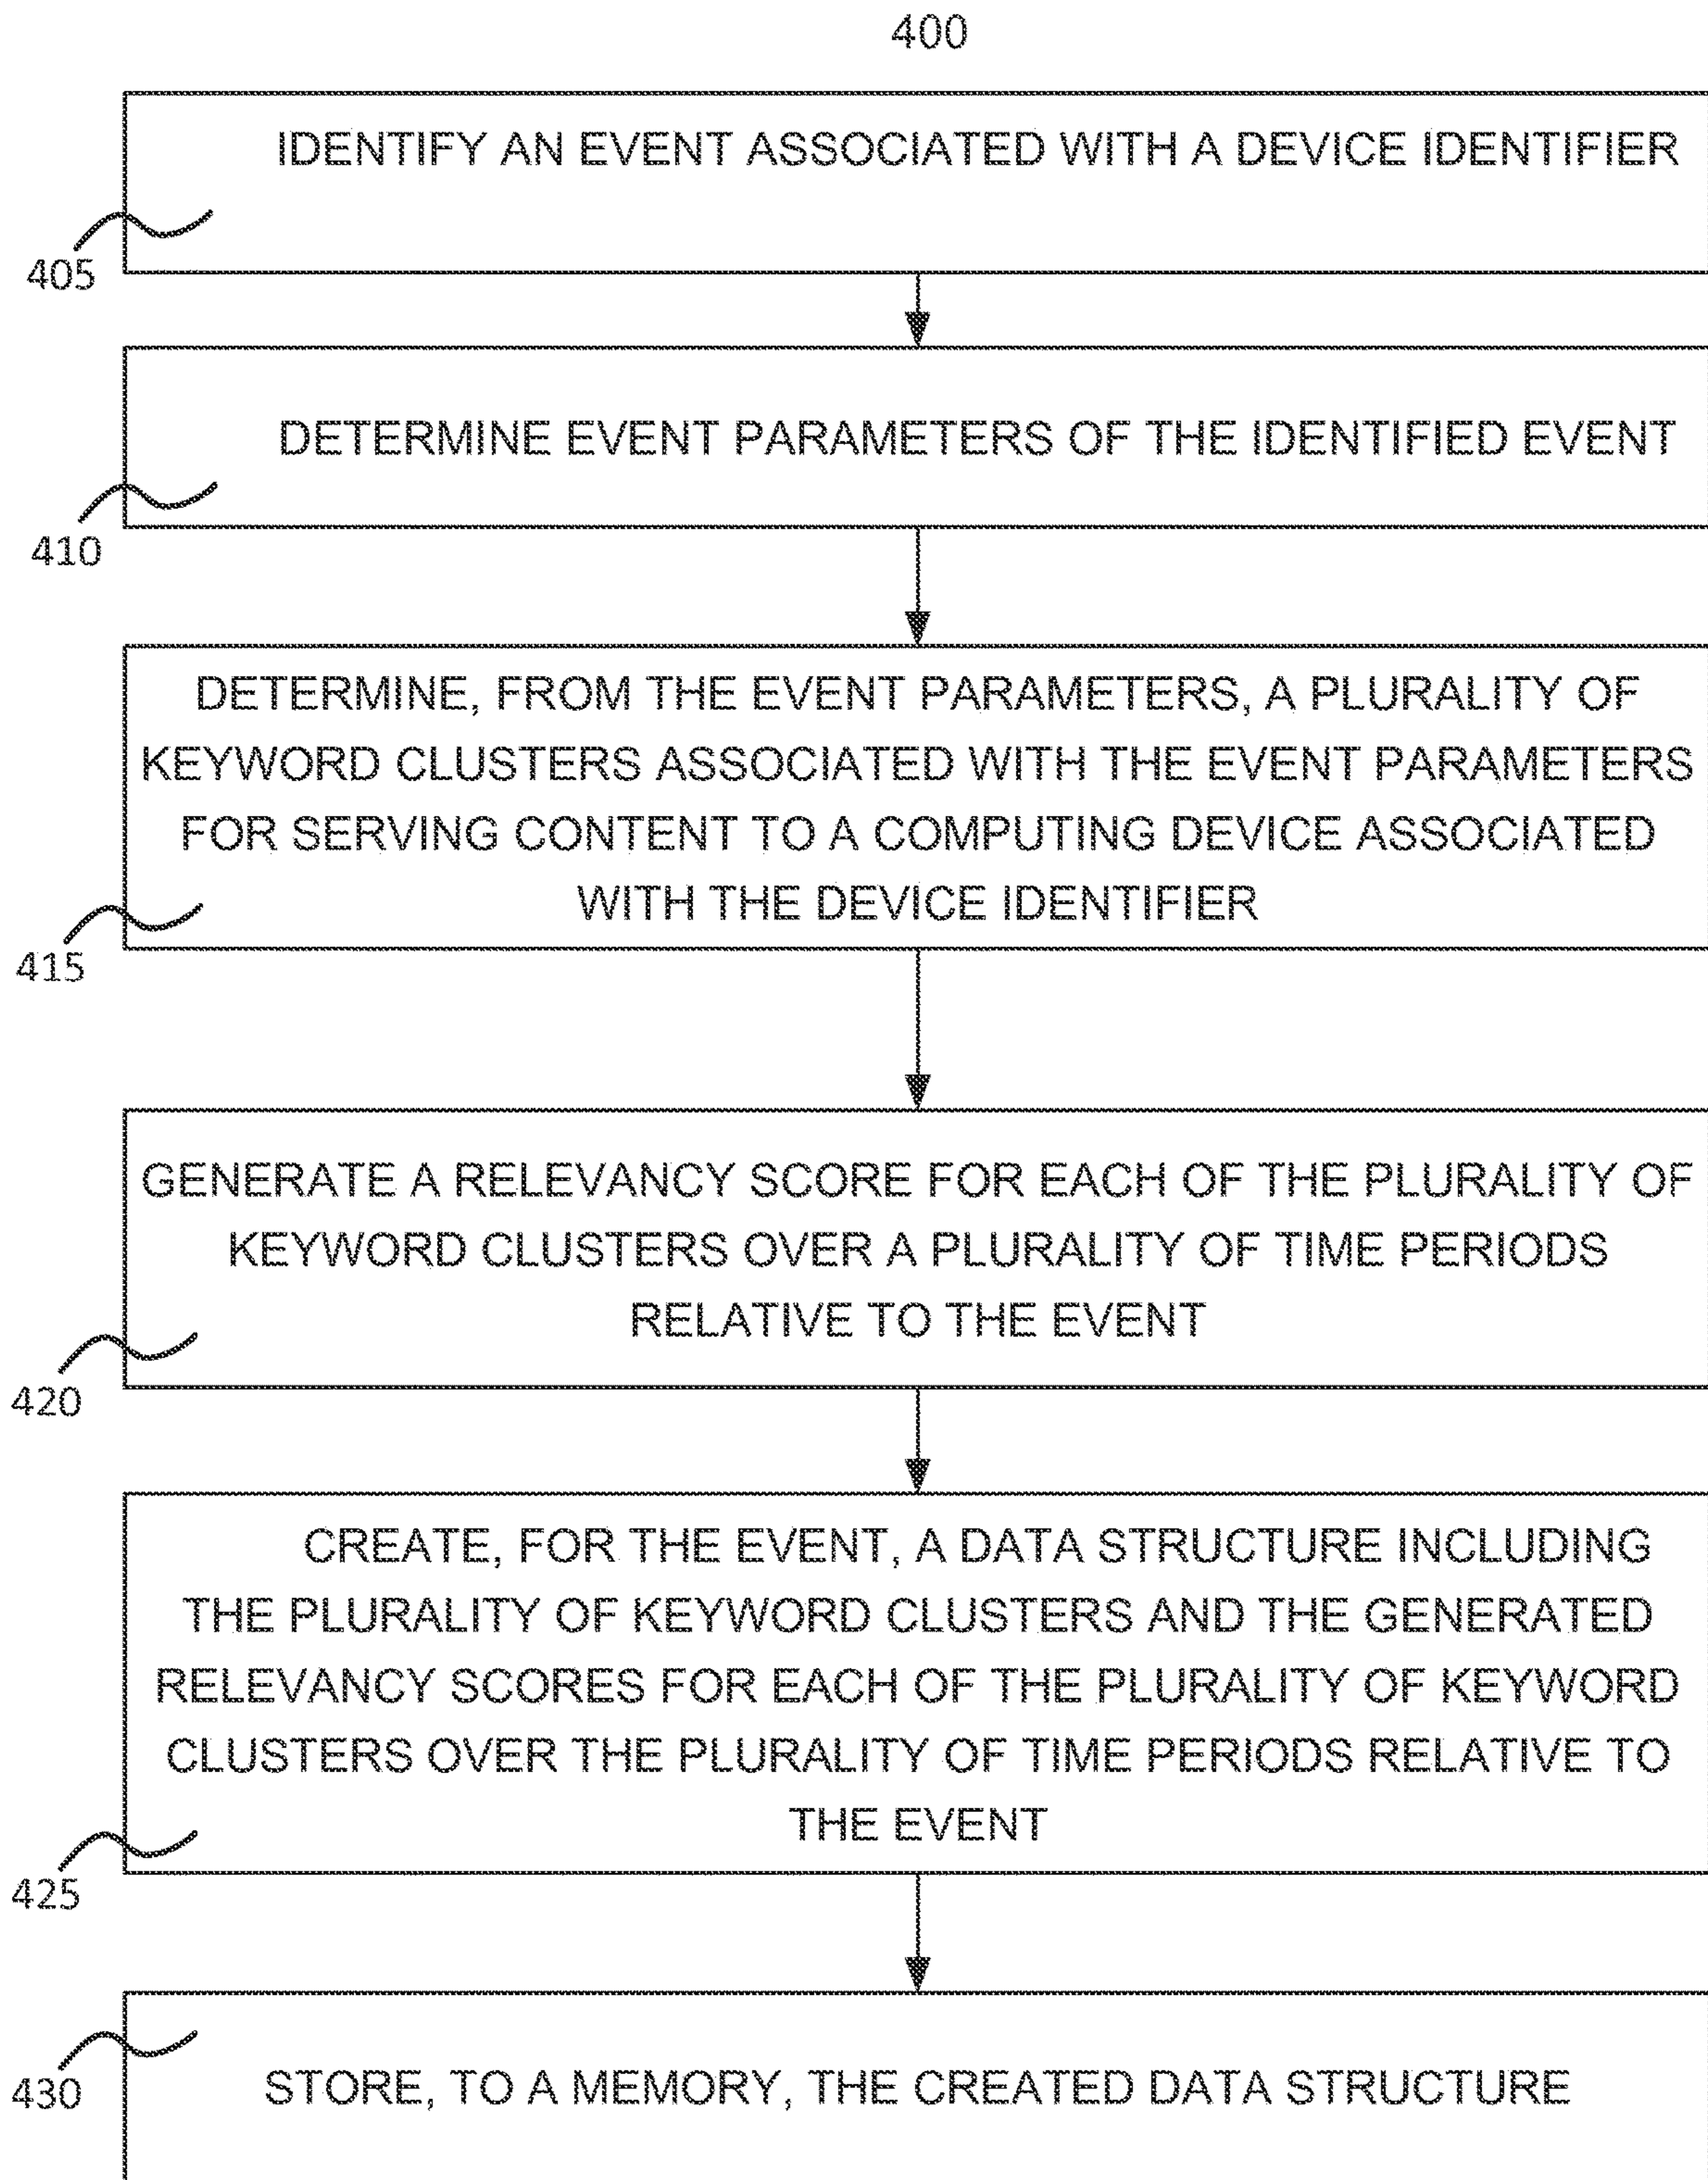 400
IDENTIFY AN EVENT ASSOCIATED WITH A DEVICE IDENTIFIER
405
DETERMINE EVENT PARAMETERS OF THE IDENTIFIED EVENT
410
DETERMINE, FROM THE EVENT PARAMETERS, A PLURALITY OF
KEYWORD CLUSTERS ASSOCIATED WITH THE EVENT PARAMETERS
FOR SERVING CONTENT TO A COMPUTING DEVICE ASSOCIATED
WITH THE DEVICE IDENTIFIER
415
GENERATE A RELEVANCY SCORE FOR EACH OF THE PLURALITY OF
KEYWORD CLUSTERS OVER A PLURALITY OF TIME PERIODS
RELATIVE TO THE EVENT
420
CREATE, FOR THE EVENT, A DATA STRUCTURE INCLUDING
THE PLURALITY OF KEYWORD CLUSTERS AND THE GENERATED
RELEVANCY SCORES FOR EACH OF THE PLURALITY OF KEYWORD
CLUSTERS OVER THE PLURALITY OF TIME PERIODS RELATIVE TO
THE EVENT
425
STORE, TO A MEMORY, THE CREATED DATA STRUCTURE
430